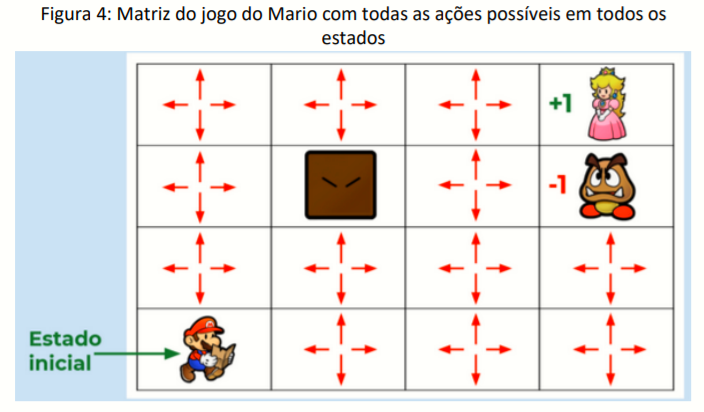 Figura 4: Matriz do jogo do Mario com todas as ações possíveis em todos os
estados
+1
-1
Estado
inicial